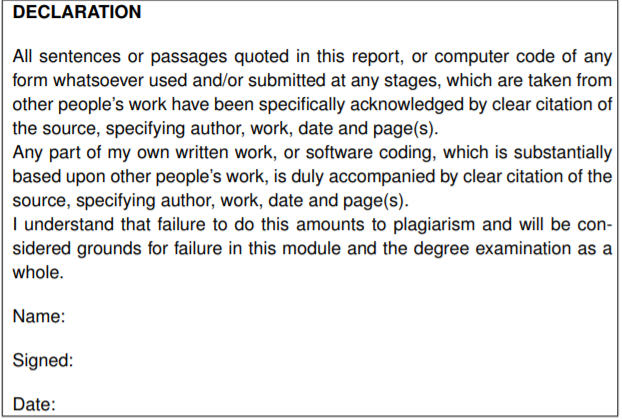 DECLARATION
All sentences or passages quoted in this report, or computer code of any
form whatsoever used and/or submitted at any stages, which are taken from
other people's work have been specifically acknowledged by clear citation of
the source, specifying author, work, date and page(s).
Any part of my own written work, or software coding, which is substantially
based upon other people's work, is duly accompanied by clear citation of the
source, specifying author, work, date and page(s).
I understand that failure to do this amounts to plagiarism and will be con-
sidered grounds for failure in this module and the degree examination as a
whole.
Name:
Signed:
Date: